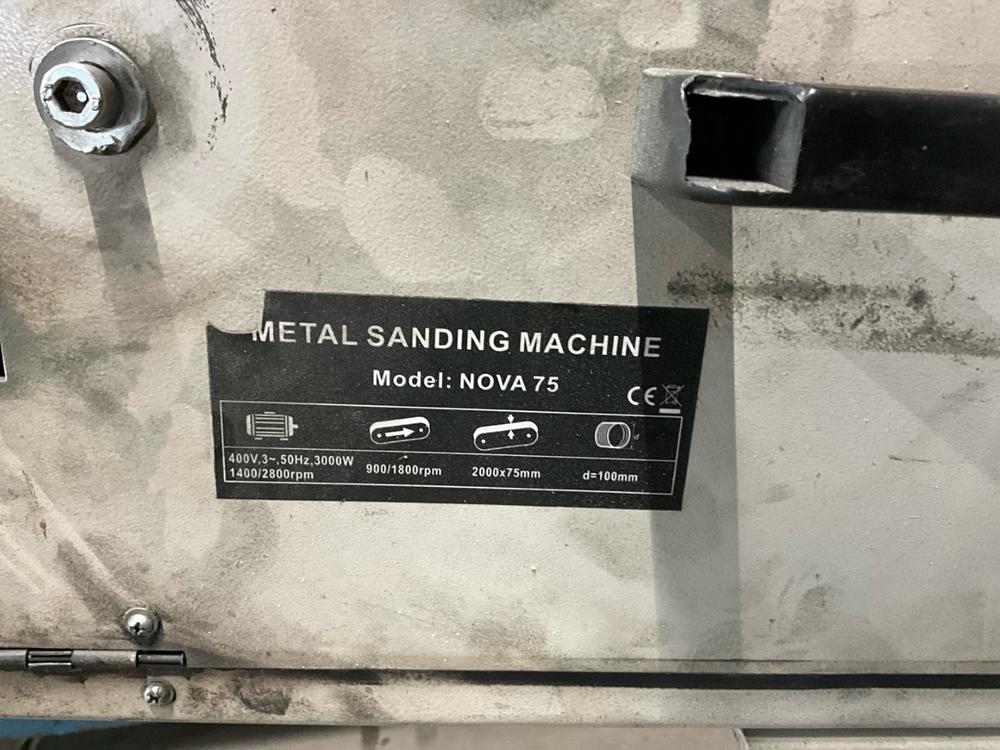 METAL SANDING MACHINE
Model: NOVA 75
CE
400V,3~,50Hz,3000W
1400/2800rpm
900/1800rpm
2000x75mm
d
d=100mm